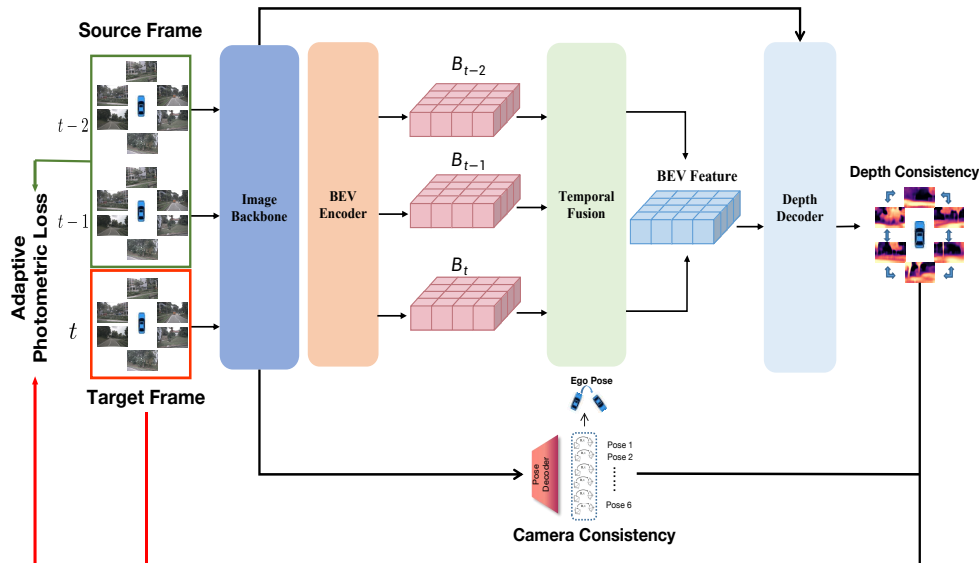 Source Frame
t-2
t-1
t
Target Frame
Adaptive
Photometric Loss
Image
Backbone
BEV
Encoder
B_{t-2}
B_{t-1}
B_t
Temporal
Fusion
BEV Feature
Depth
Decoder
Depth Consistency
Ego Pose
Pose
Decoder
Pose 1
Pose 2
Pose 6
Camera Consistency